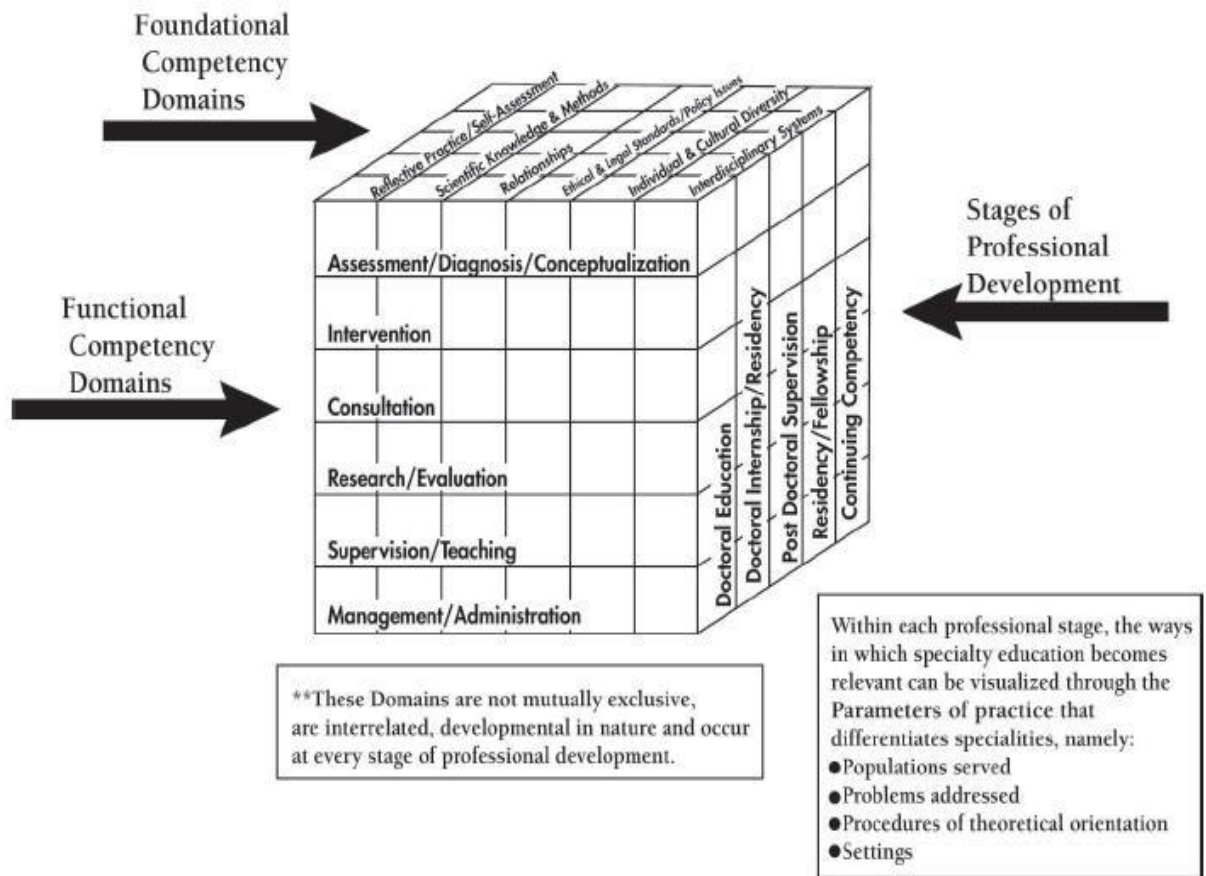 Foundational
Competency
Domains
Reflective Practice/Self-Assessment
Scientific Knowledge & Methods
Relationships
Ethical & Legal Standards/Policy Issues
Individual & Cultural Diversity
Interdisciplinary Systems
Functional
Competency
Domains
Assessment/Diagnosis/Conceptualization
Intervention
Consultation
Research/Evaluation
Supervision/Teaching
Management/Administration
Stages of
Professional
Development
Doctoral Education
Doctoral Internship/Residency
Post Doctoral Supervision
Residency/Fellowship
Continuing Competency
**These Domains are not mutually exclusive,
are interrelated, developmental in nature and occur
at every stage of professional development.
Within each professional stage, the ways
in which specialty education becomes
relevant can be visualized through the
Parameters of practice that
differentiates specialities, namely:
●Populations served
●Problems addressed
●Procedures of theoretical orientation
●Settings